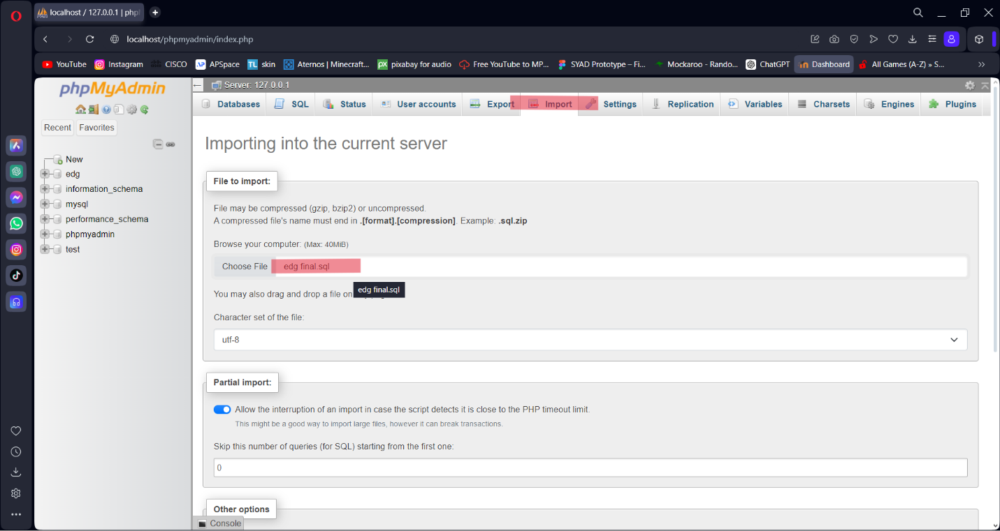 localhost / 127.0.0.1 | phpl
localhost/phpmyadmin/index.php
YouTube
Instagram
CISCO
APSpace
TL skin
Aternos | Minecraft...
px pixabay for audio
Free YouTube to MP...
SYAD Prototype – Fi...
Mockaroo - Rando...
ChatGPT
in Dashboard
All Games (A-Z) » S...
phpMyAdmin
Recent
Favorites
New
edg
information_schema
mysql
performance_schema
phpmyadmin
test
Server: 127.0.0.1
Databases
SQL
Status
User accounts
Export
Import
Settings
Replication
Variables
Charsets
Engines
Plugins
Importing into the current server
File to import:
File may be compressed (gzip, bzip2) or uncompressed.
A compressed file's name must end in .[format].[compression]. Example: .sql.zip
Browse your computer: (Max: 40MiB)
Choose File edg final.sql
edg final.sql
You may also drag and drop a file on
Character set of the file:
utf-8
Partial import:
Allow the interruption of an import in case the script detects it is close to the PHP timeout limit.
This might be a good way to import large files, however it can break transactions.
Skip this number of queries (for SQL) starting from the first one:
0
Other options
Console